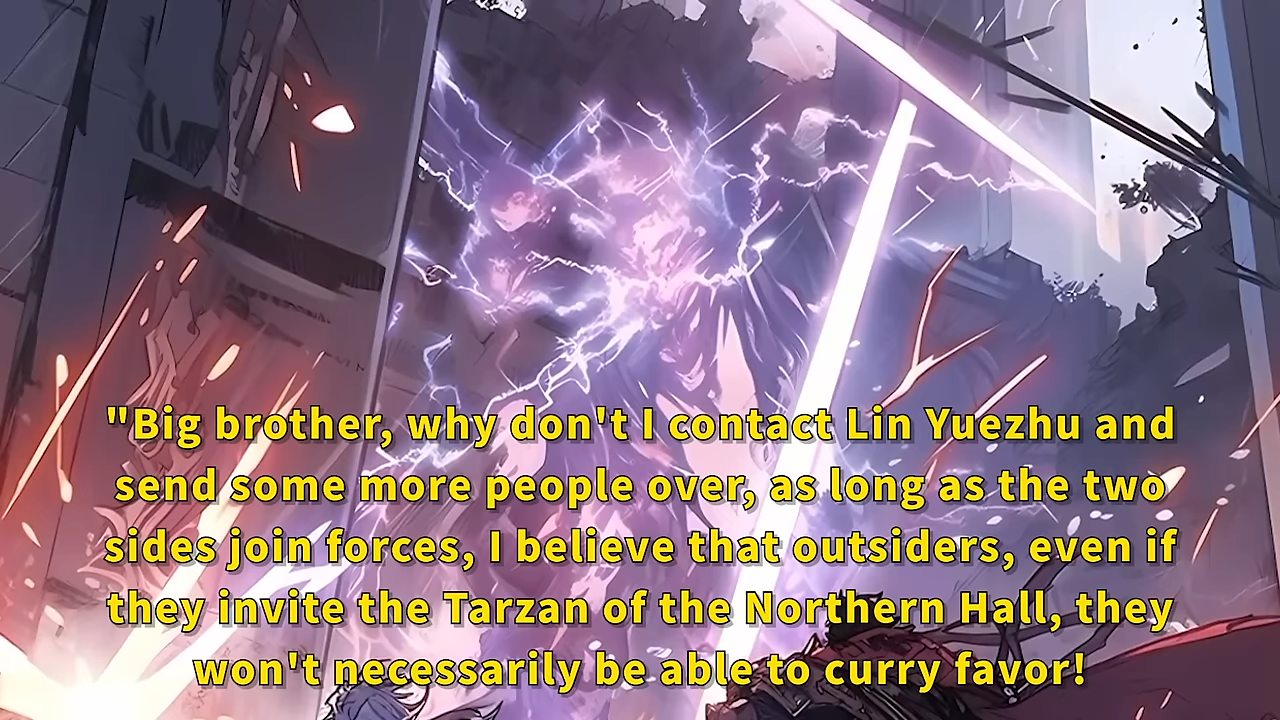 "Big brother, why don't I contact Lin Yuezhu and
send some more people over, as long as the two
sides join forces, I believe that outsiders, even if
they invite the Tarzan of the Northern Hall, they
won't necessarily be able to curry favor!